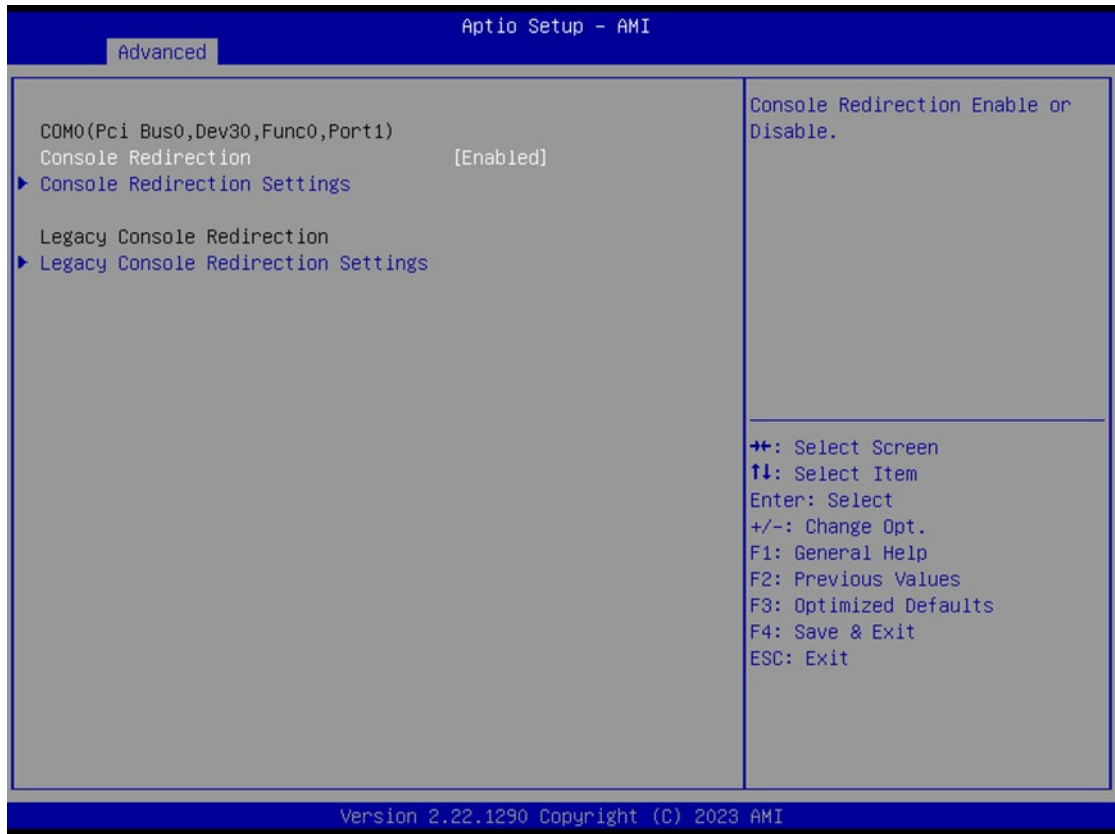 Aptio Setup – AMI
Advanced
COM0(Pci Bus0,Dev30,Func0,Port1)
Console Redirection [Enabled]
▶ Console Redirection Settings
Legacy Console Redirection
▶ Legacy Console Redirection Settings
Console Redirection Enable or
Disable.
→←: Select Screen
↑↓: Select Item
Enter: Select
+/-: Change Opt.
F1: General Help
F2: Previous Values
F3: Optimized Defaults
F4: Save & Exit
ESC: Exit
Version 2.22.1290 Copyright (C) 2023 AMI